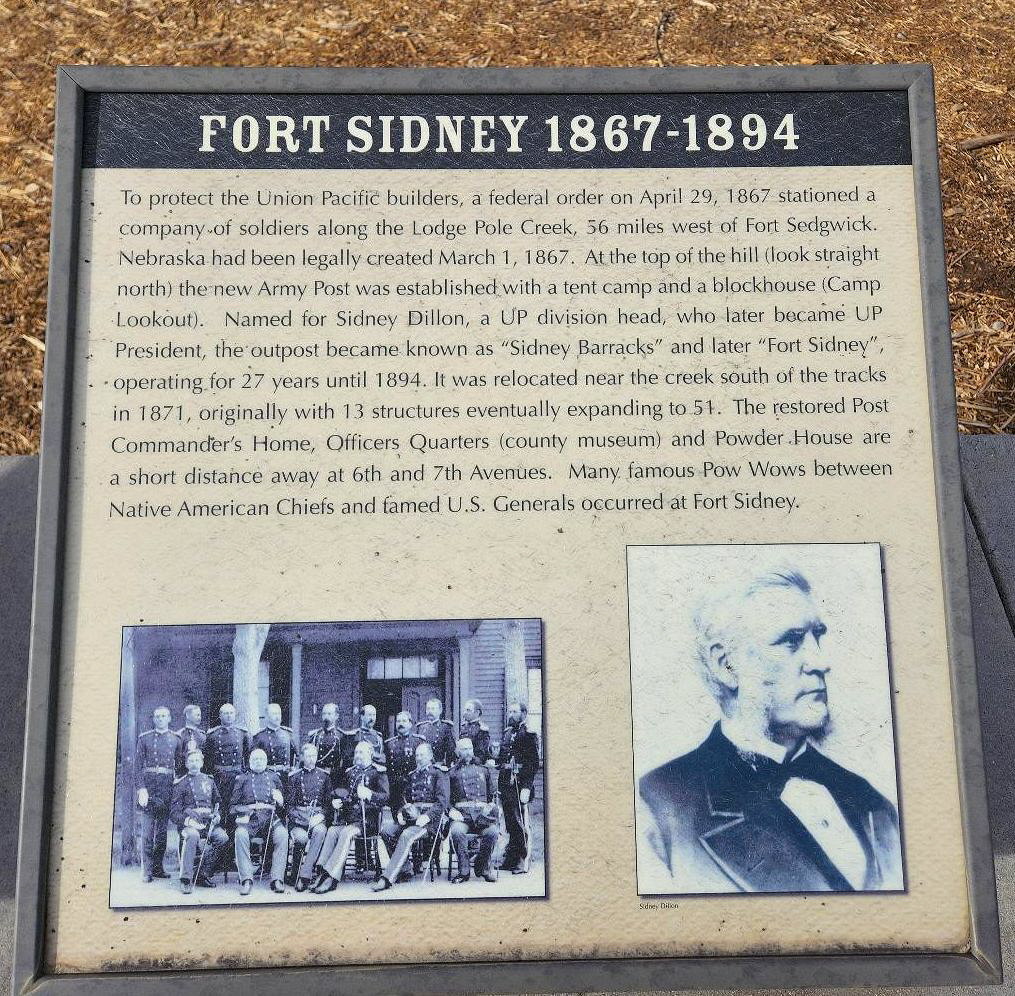 FORT SIDNEY 1867-1894
To protect the Union Pacific builders, a federal order on April 29, 1867 stationed a
company of soldiers along the Lodge Pole Creek, 56 miles west of Fort Sedgwick.
Nebraska had been legally created March 1, 1867. At the top of the hill (look straight
north) the new Army Post was established with a tent camp and a blockhouse (Camp
Lookout). Named for Sidney Dillon, a UP division head, who later became UP
President, the outpost became known as “Sidney Barracks” and later “Fort Sidney”,
operating for 27 years until 1894. It was relocated near the creek south of the tracks
in 1871, originally with 13 structures eventually expanding to 51. The restored Post
Commander's Home, Officers Quarters (county museum) and Powder House are
a short distance away at 6th and 7th Avenues. Many famous Pow Wows between
Native American Chiefs and famed U.S. Generals occurred at Fort Sidney.
Sidney Dillon